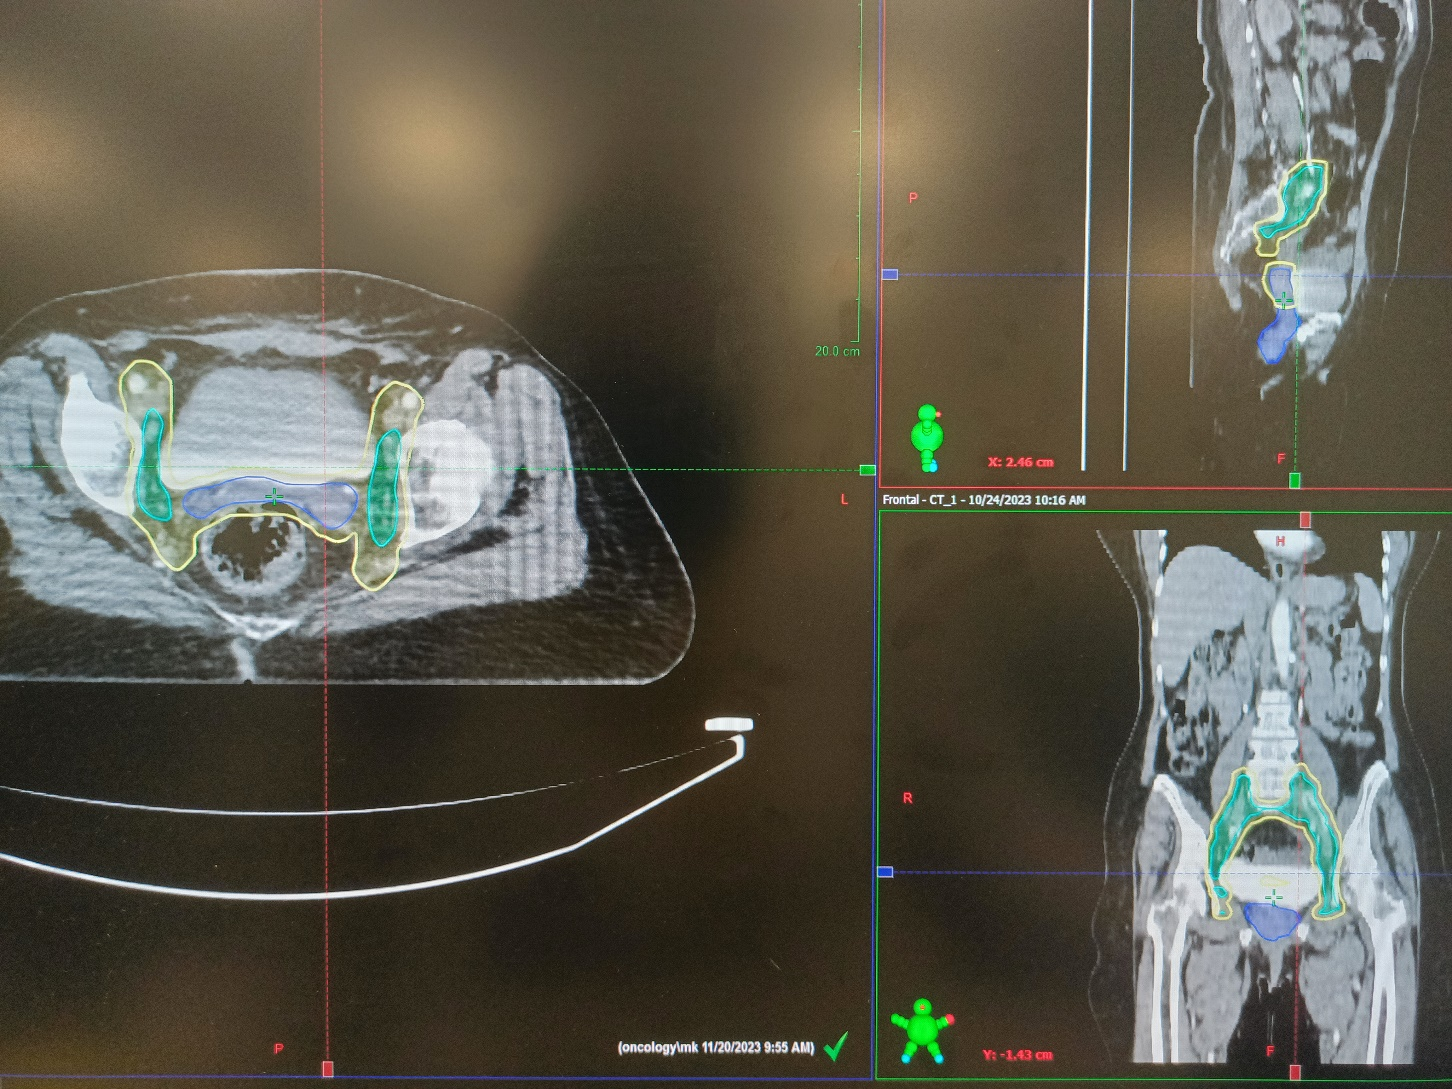 20.0 cm
L
P
(oncology\mk 11/20/2023 9:55 AM)
P
X: 2.46 cm
F
Frontal - CT_1 - 10/24/2023 10:16 AM
H
R
Y: -1.43 cm
F